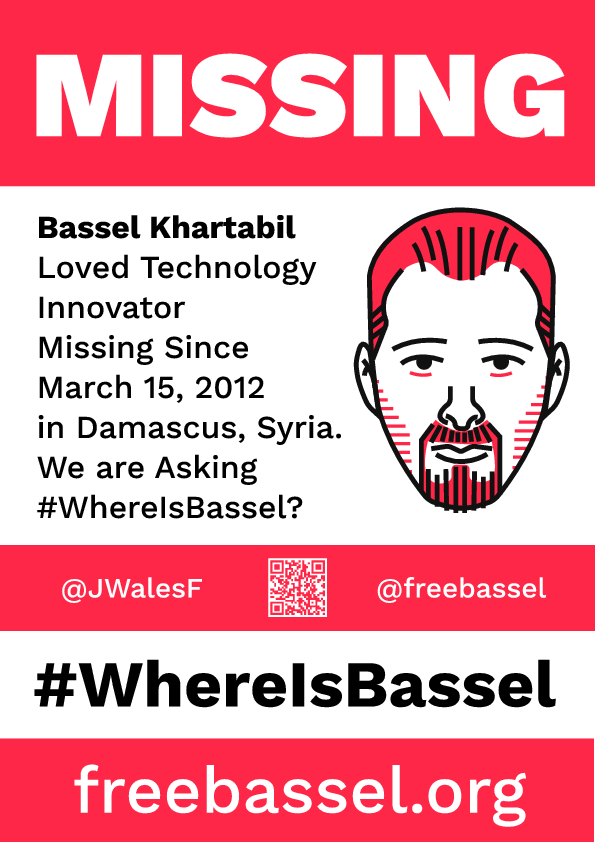 MISSING
Bassel Khartabil
Loved Technology
Innovator
Missing Since
March 15, 2012
in Damascus, Syria.
We are Asking
#WhereIsBassel?
@JWalesF
@freebassel
#WhereIsBassel
freebassel.org